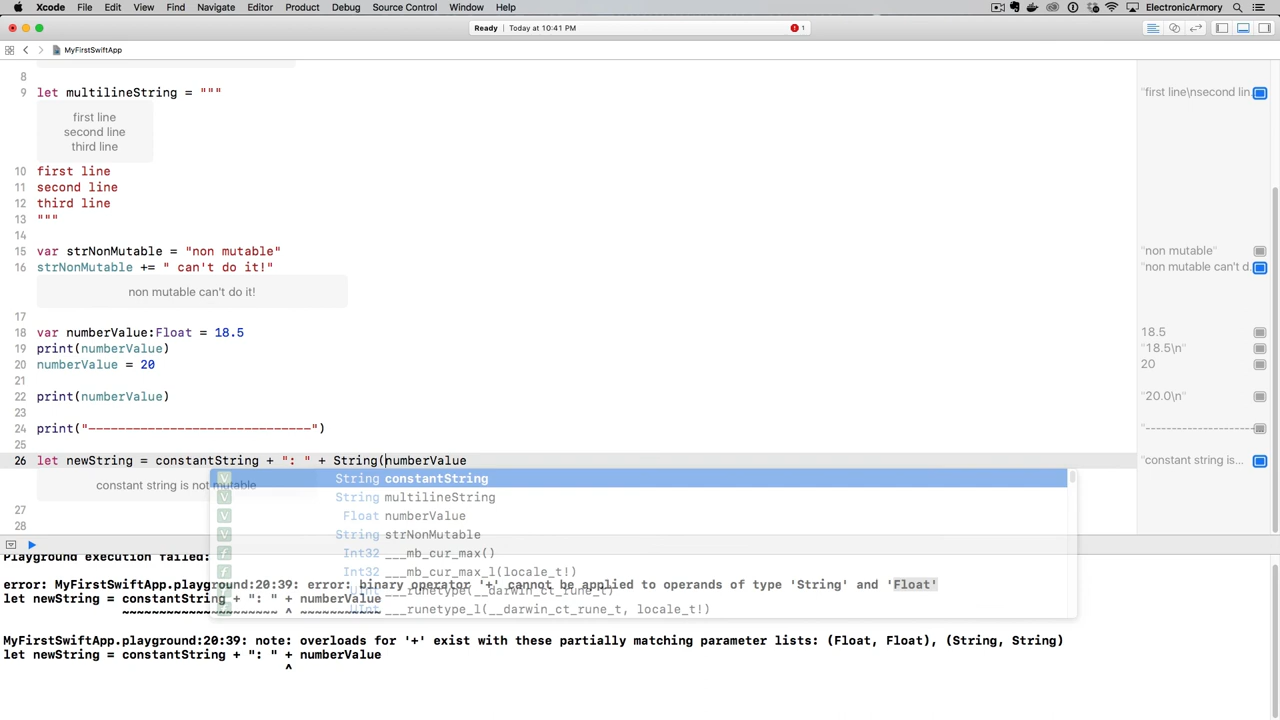 Xcode File Edit View Find Navigate Editor Product Debug Source Control Window Help ElectronicArmory
Ready Today at 10:41 PM 1
MyFirstSwiftApp
8
9 let multilineString = """ "first line\nsecond lin...
first line
second line
third line
10 first line
11 second line
12 third line
13 """
14
15 var strNonMutable = "non mutable" "non mutable"
16 strNonMutable += " can't do it!" "non mutable can't d...
non mutable can't do it!
17
18 var numberValue:Float = 18.5 18.5
19 print(numberValue) "18.5\n"
20 numberValue = 20 20
21
22 print(numberValue) "20.0\n"
23
24 print("------------------------------")
25
26 let newString = constantString + ": " + String(numberValue "constant string is...
V String constantString
constant string is not mutable
V String multilineString
27 V Float numberValue
28 V String strNonMutable
f Int32 ___mb_cur_max()
Playground execution failed:
f Int32 ___mb_cur_max_l(locale_t!)
error: MyFirstSwiftApp.playground:20:39: error: binary operator '+' cannot be applied to operands of type 'String' and 'Float'
f UInt ___runetype(__darwin_ct_rune_t)
let newString = constantString + ": " + numberValue
f UInt ___runetype_l(__darwin_ct_rune_t, locale_t!)
~~~~~~~~~~~~~~~~~~~~~ ^ ~~~~~~~~~~~
MyFirstSwiftApp.playground:20:39: note: overloads for '+' exist with these partially matching parameter lists: (Float, Float), (String, String)
let newString = constantString + ": " + numberValue
^